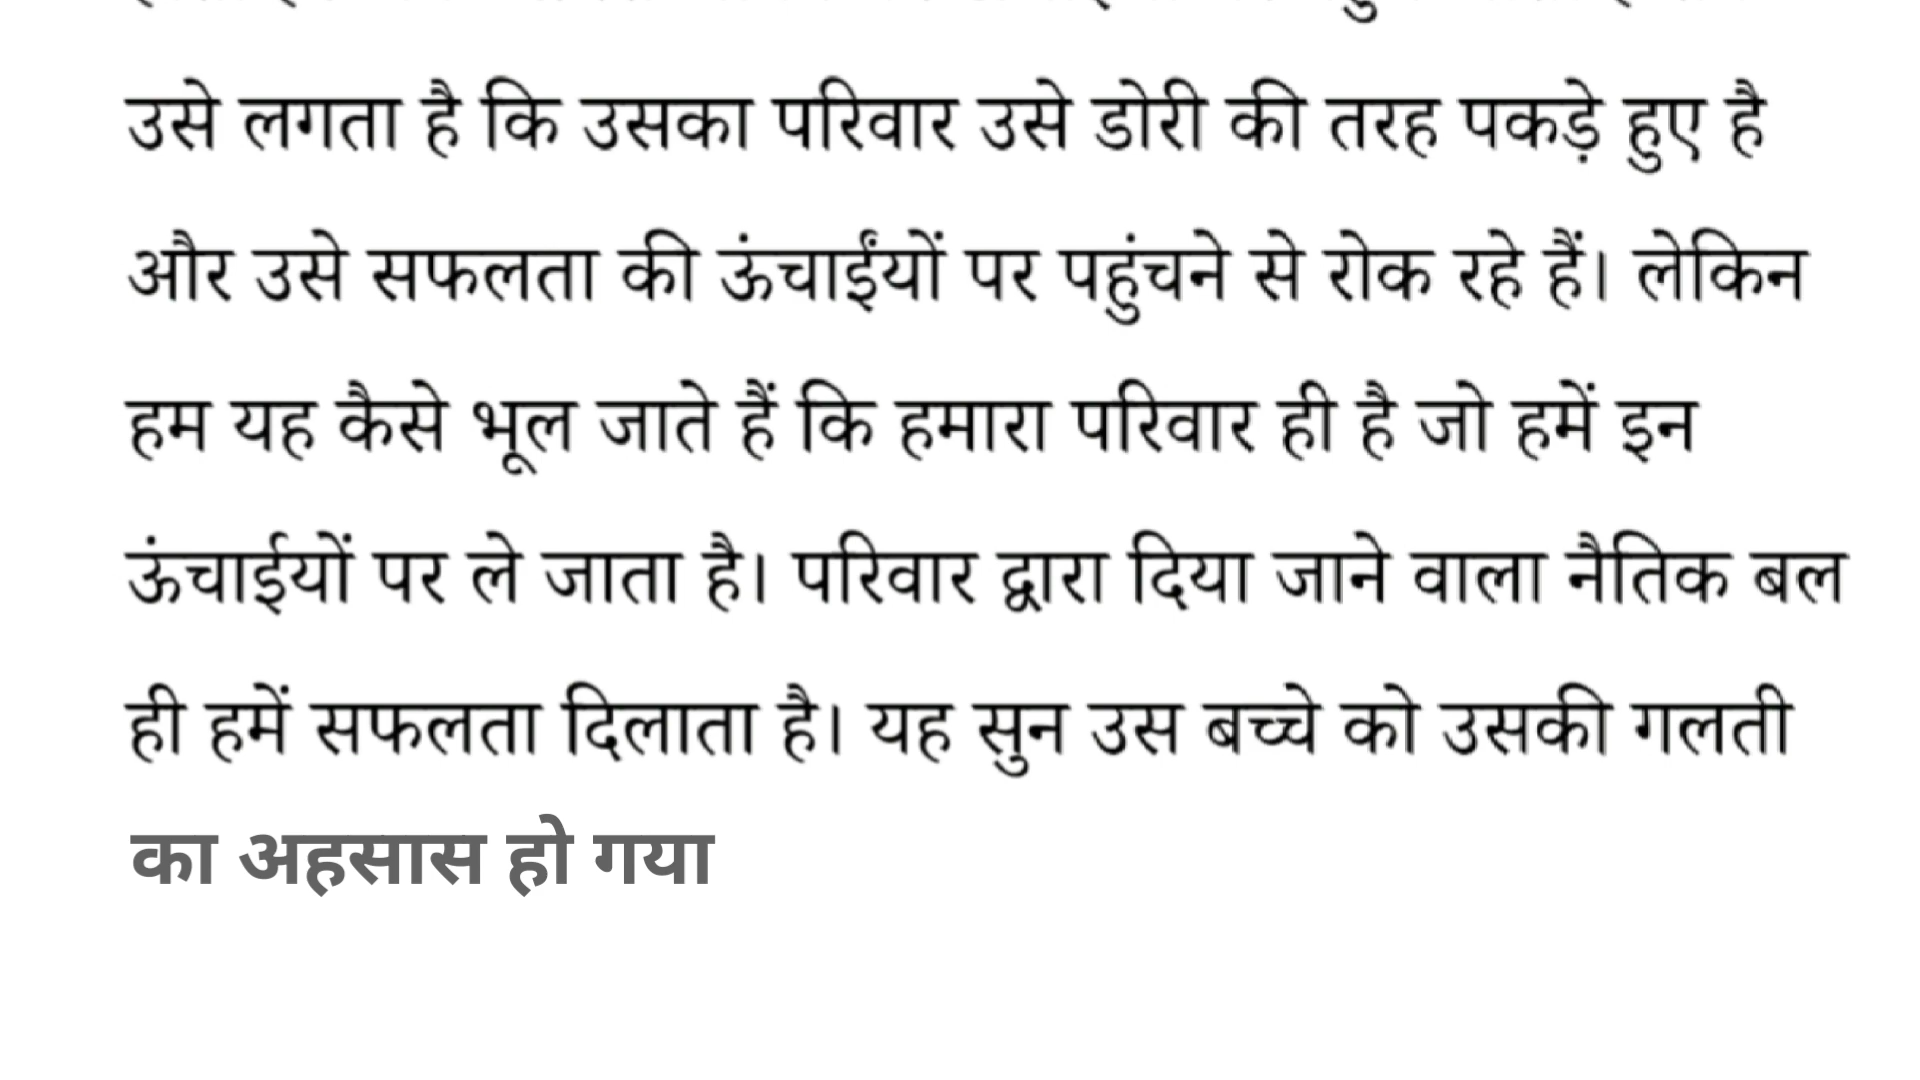 उसे लगता है कि उसका परिवार उसे डोरी की तरह पकड़े हुए है
और उसे सफलता की ऊंचाईंयों पर पहुंचने से रोक रहे हैं। लेकिन
हम यह कैसे भूल जाते हैं कि हमारा परिवार ही है जो हमें इन
ऊंचाईयों पर ले जाता है। परिवार द्वारा दिया जाने वाला नैतिक बल
ही हमें सफलता दिलाता है। यह सुन उस बच्चे को उसकी गलती
का अहसास हो गया